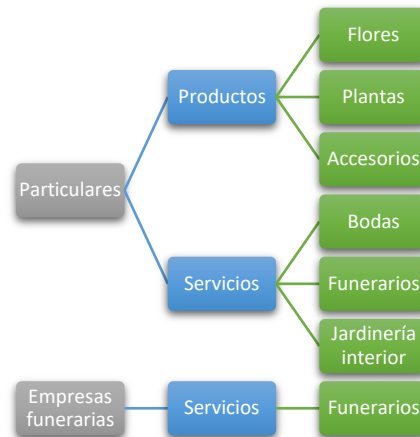 Flores
Productos
Plantas
Accesorios
Particulares
Bodas
Servicios
Funerarios
Jardinería
interior
Empresas
funerarias
Servicios
Funerarios